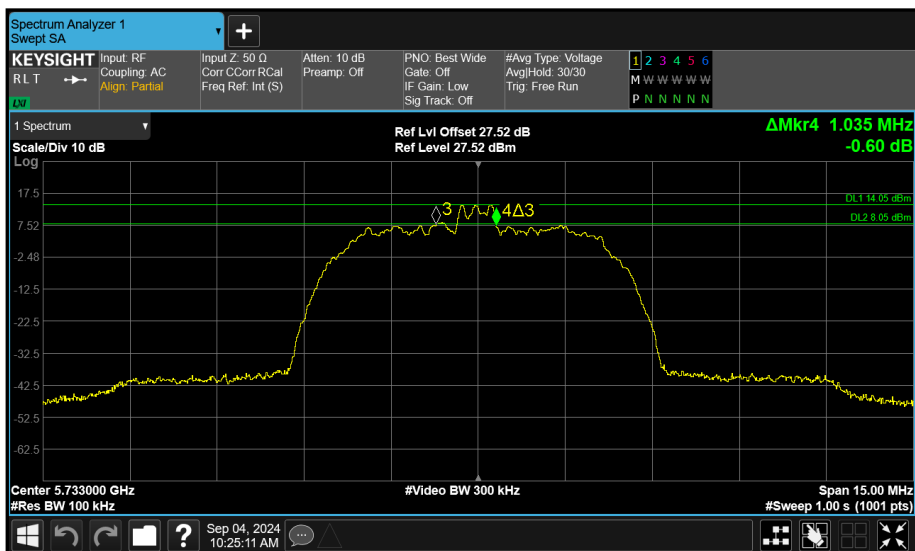 Spectrum Analyzer 1
Swept SA
KEYSIGHT
RLT
LXI
Input: RF
Coupling: AC
Align: Partial
Input Z: 50 Ω
Corr CCorr RCal
Freq Ref: Int (S)
Atten: 10 dB
Preamp: Off
PNO: Best Wide
Gate: Off
IF Gain: Low
Sig Track: Off
#Avg Type: Voltage
Avg|Hold: 30/30
Trig: Free Run
1 2 3 4 5 6
M W W W W W
P N N N N N
1 Spectrum
Scale/Div 10 dB
Ref Lvl Offset 27.52 dB
Ref Level 27.52 dBm
ΔMkr4 1.035 MHz
-0.60 dB
Log
17.5
7.52
-2.48
-12.5
-22.5
-32.5
-42.5
-52.5
-62.5
3
4Δ3
DL1 14.05 dBm
DL2 8.05 dBm
Center 5.733000 GHz
#Res BW 100 kHz
#Video BW 300 kHz
Span 15.00 MHz
#Sweep 1.00 s (1001 pts)
?
Sep 04, 2024
10:25:11 AM